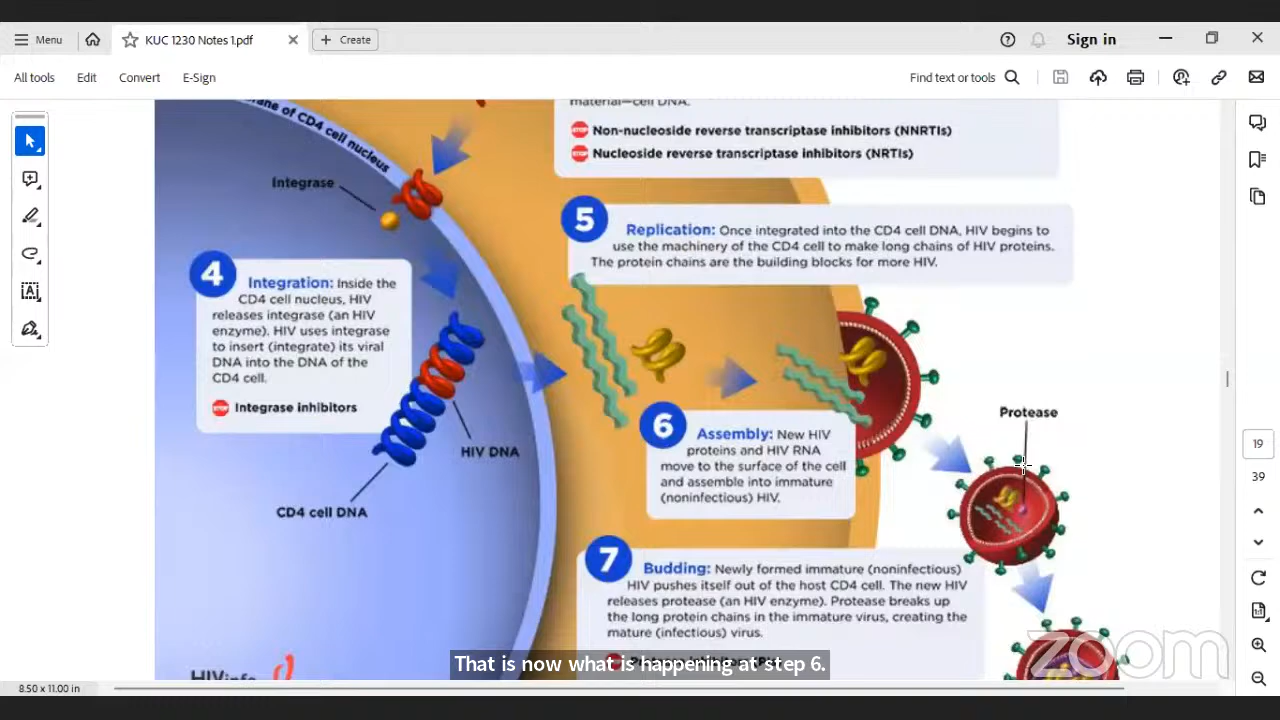 Menu
KUC 1230 Notes 1.pdf
Create
Sign in
All tools
Edit
Convert
E-Sign
Find text or tools
material—cell DNA.
STOP Non-nucleoside reverse transcriptase inhibitors (NNRTIs)
STOP Nucleoside reverse transcriptase inhibitors (NRTIs)
ane of CD4 cell nucleus
Integrase
5
Replication: Once integrated into the CD4 cell DNA, HIV begins to
use the machinery of the CD4 cell to make long chains of HIV proteins.
The protein chains are the building blocks for more HIV.
4
Integration: Inside the
CD4 cell nucleus, HIV
releases integrase (an HIV
enzyme). HIV uses integrase
to insert (integrate) its viral
DNA into the DNA of the
CD4 cell.
STOP Integrase inhibitors
HIV DNA
CD4 cell DNA
6
Assembly: New HIV
proteins and HIV RNA
move to the surface of the cell
and assemble into immature
(noninfectious) HIV.
Protease
7
Budding: Newly formed immature (noninfectious)
HIV pushes itself out of the host CD4 cell. The new HIV
releases protease (an HIV enzyme). Protease breaks up
the long protein chains in the immature virus, creating the
mature (infectious) virus.
HIVinfo
That is now what is happening at step 6.
zoom
19
39
8.50 x 11.00 in